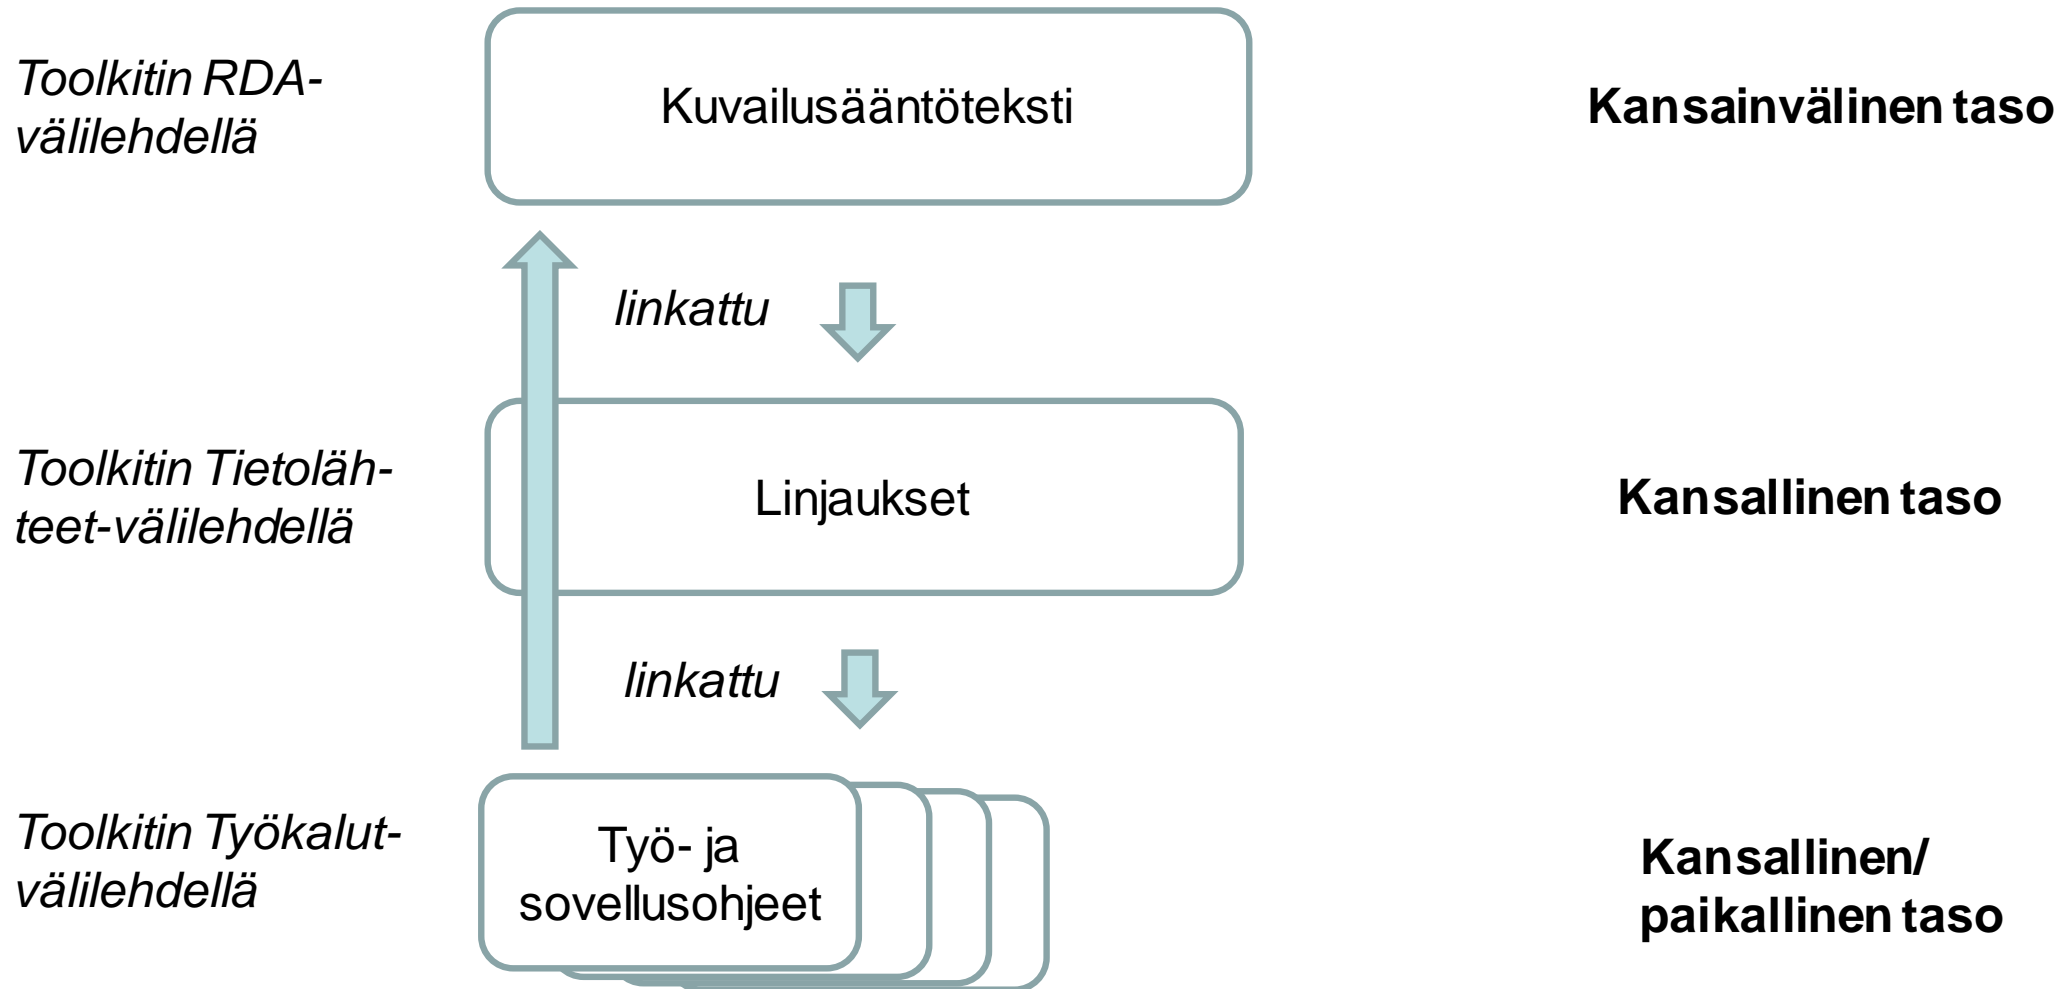 Toolkitin RDA-
välilehdellä
Kuvailusääntöteksti
Kansainvälinen taso
linkattu
Toolkitin Tietoläh-
teet-välilehdellä
Linjaukset
Kansallinen taso
linkattu
Toolkitin Työkalut-
välilehdellä
Työ- ja
sovellusohjeet
Kansallinen/
paikallinen taso